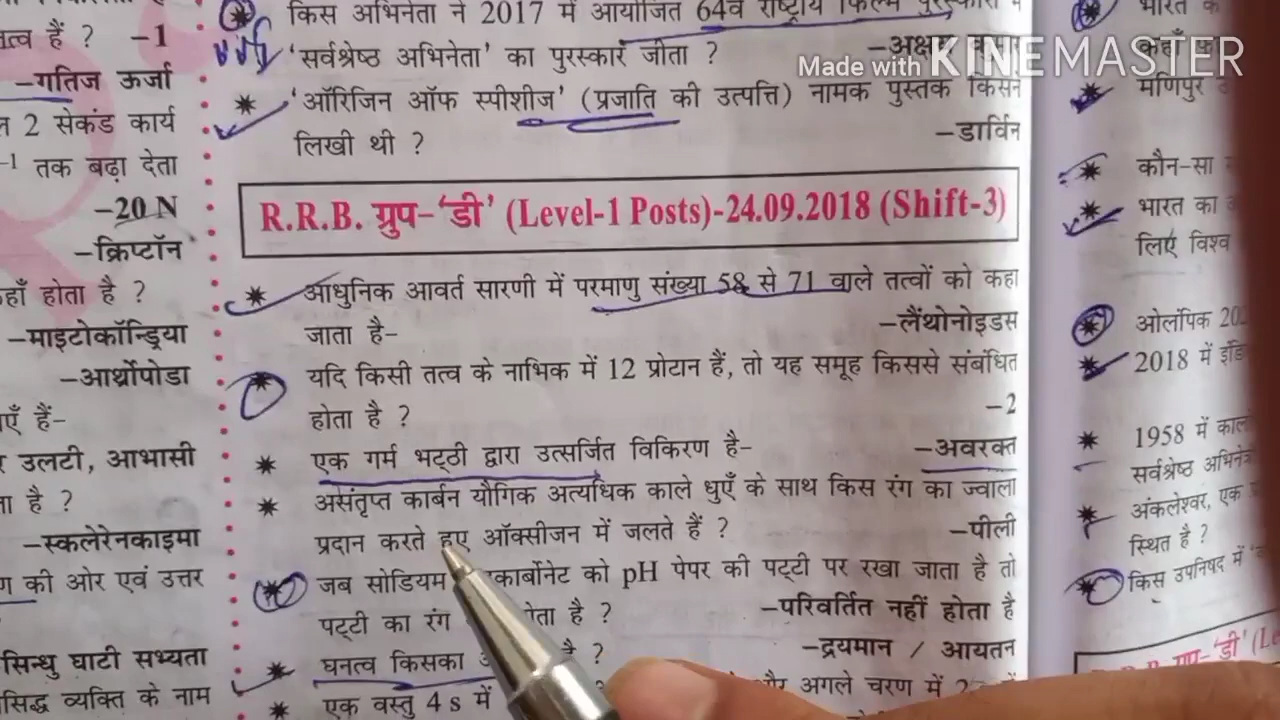 तत्व हैं ? –1
–गतिज ऊर्जा
2 सेकंड कार्य
–1 तक बढ़ा देता
–20 N
–क्रिप्टॉन
कहाँ होता है ?
–माइटोकॉन्ड्रिया
–आर्थ्रोपोडा
हैं–
उलटी, आभासी
है ?
–स्कलेरेनकाइमा
की ओर एवं उत्तर
सिन्धु घाटी सभ्यता
व्यक्ति के नाम
किस अभिनेता ने 2017 में आयोजित 64वें राष्ट्रीय फिल्म
'सर्वश्रेष्ठ अभिनेता' का पुरस्कार जीता ?
'ऑरिजिन ऑफ स्पीशीज' (प्रजाति की उत्पत्ति) नामक पुस्तक किसने
लिखी थी ? –डार्विन
R.R.B. ग्रुप–'डी' (Level-1 Posts)-24.09.2018 (Shift-3)
आधुनिक आवर्त सारणी में परमाणु संख्या 58 से 71 वाले तत्वों को कहा
जाता है– –लैंथोनोइडस
यदि किसी तत्व के नाभिक में 12 प्रोटान हैं, तो यह समूह किससे संबंधित
होता है ? –2
एक गर्म भट्ठी द्वारा उत्सर्जित विकिरण है– –अवरक्त
असंतृप्त कार्बन यौगिक अत्यधिक काले धुएँ के साथ किस रंग का ज्वाला
प्रदान करते हुए ऑक्सीजन में जलते हैं ? –पीली
जब सोडियम को pH पेपर की पट्टी पर रखा जाता है तो
पट्टी का रंग है ? –परिवर्तित नहीं होता है
घनत्व किसका है ? –द्रयमान / आयतन
एक वस्तु 4 s में और अगले चरण में
Made with KINEMASTER
भारत
कहाँ
मणिपुर
कौन-सा
भारत का
लिए विश्व
2018 में
1958 में
सर्वश्रेष्ठ
अंकलेश्वर, एक
स्थित है ?
किस उपनिषद में